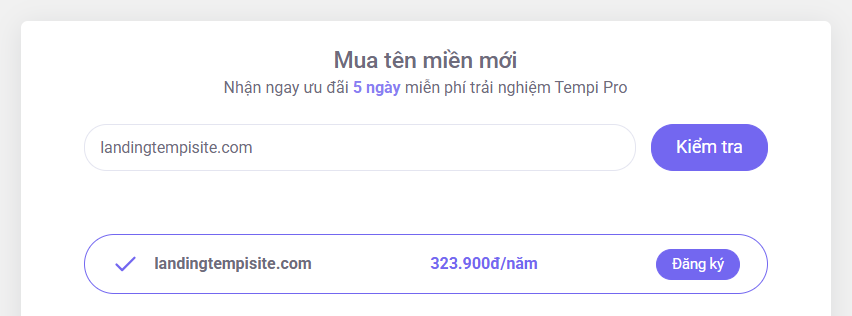 Mua tên miền mới
Nhận ngay ưu đãi 5 ngày miễn phí trải nghiệm Tempi Pro
landingtempisite.com
Kiểm tra
landingtempisite.com
323.900đ/năm
Đăng ký